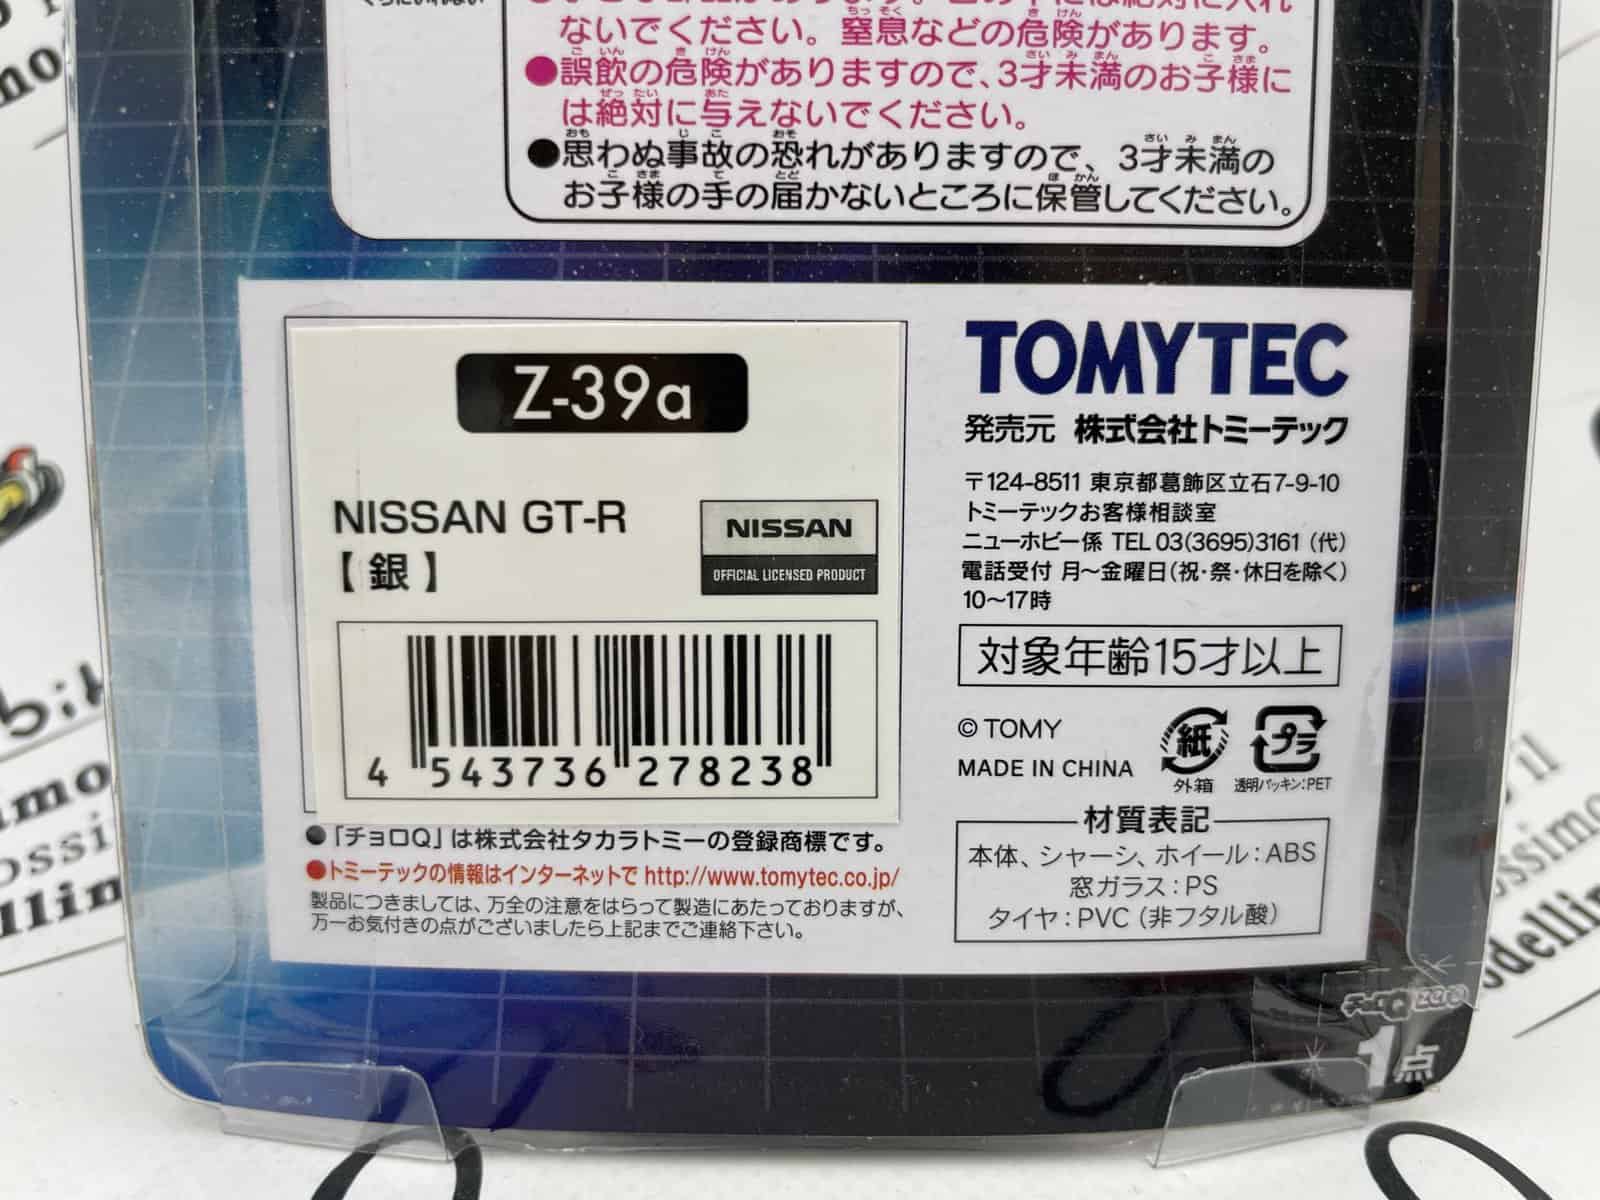 ないでください。窒息などの危険があります。
●誤飲の危険がありますので、3才未満のお子様に
は絶対に与えないでください。
●思わぬ事故の恐れがありますので、3才未満の
お子様の手の届かないところに保管してください。
Z-39a
NISSAN GT-R
【銀】
NISSAN
OFFICIAL LICENSED PRODUCT
4 543736 278238
●「チョロQ」は株式会社タカラトミーの登録商標です。
●トミーテックの情報はインターネットで http://www.tomytec.co.jp/
製品につきましては、万全の注意をはらって製造にあたっておりますが、
万一お気付きの点がございましたら上記までご連絡下さい。
TOMYTEC
発売元 株式会社トミーテック
〒124-8511 東京都葛飾区立石7-9-10
トミーテックお客様相談室
ニューホビー係 TEL 03(3695)3161 (代)
電話受付 月〜金曜日(祝・祭・休日を除く)
10〜17時
対象年齢15才以上
© TOMY
MADE IN CHINA
紙
外箱
プラ
透明パッキン:PET
材質表記
本体、シャーシ、ホイール:ABS
窓ガラス:PS
タイヤ:PVC (非フタル酸)
チョロQ zero
1点